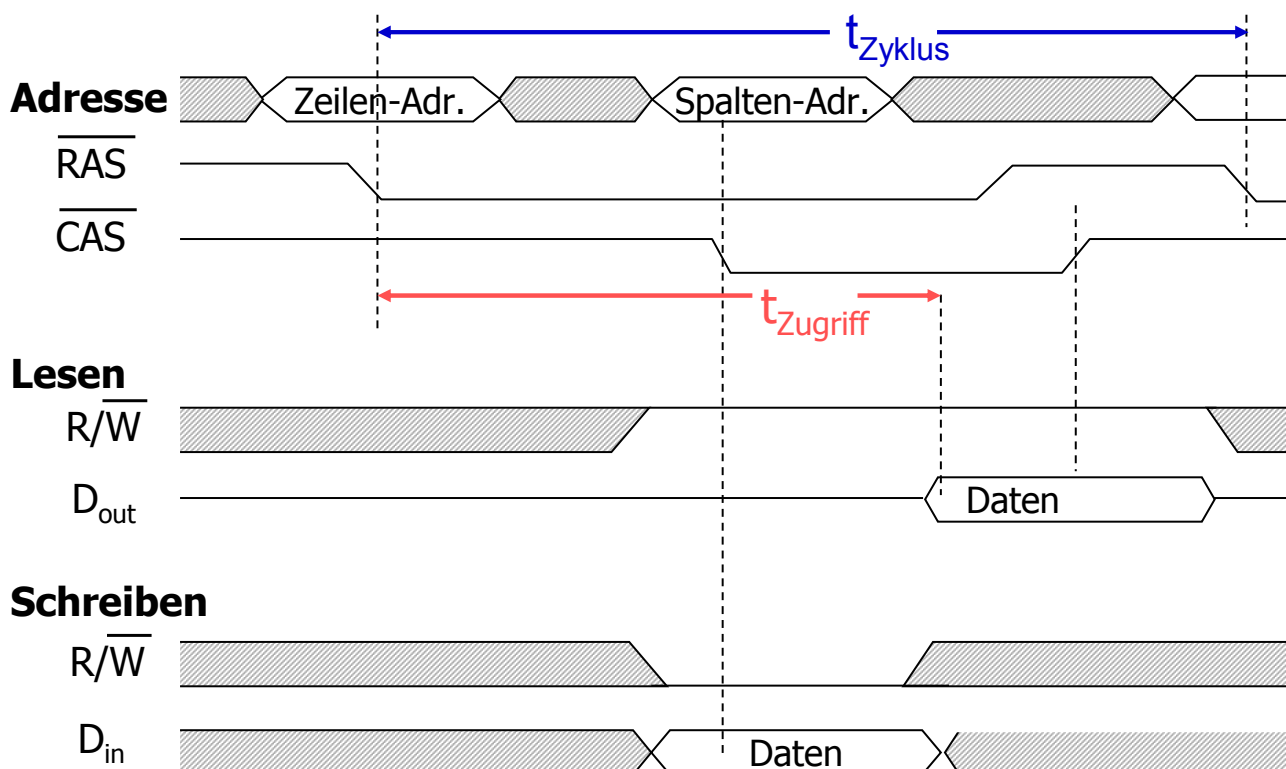 tZyklus
Adresse Zeilen-Adr. Spalten-Adr.
RAS
CAS
tZugriff
Lesen
R/W
Dout Daten
Schreiben
R/W
Din Daten